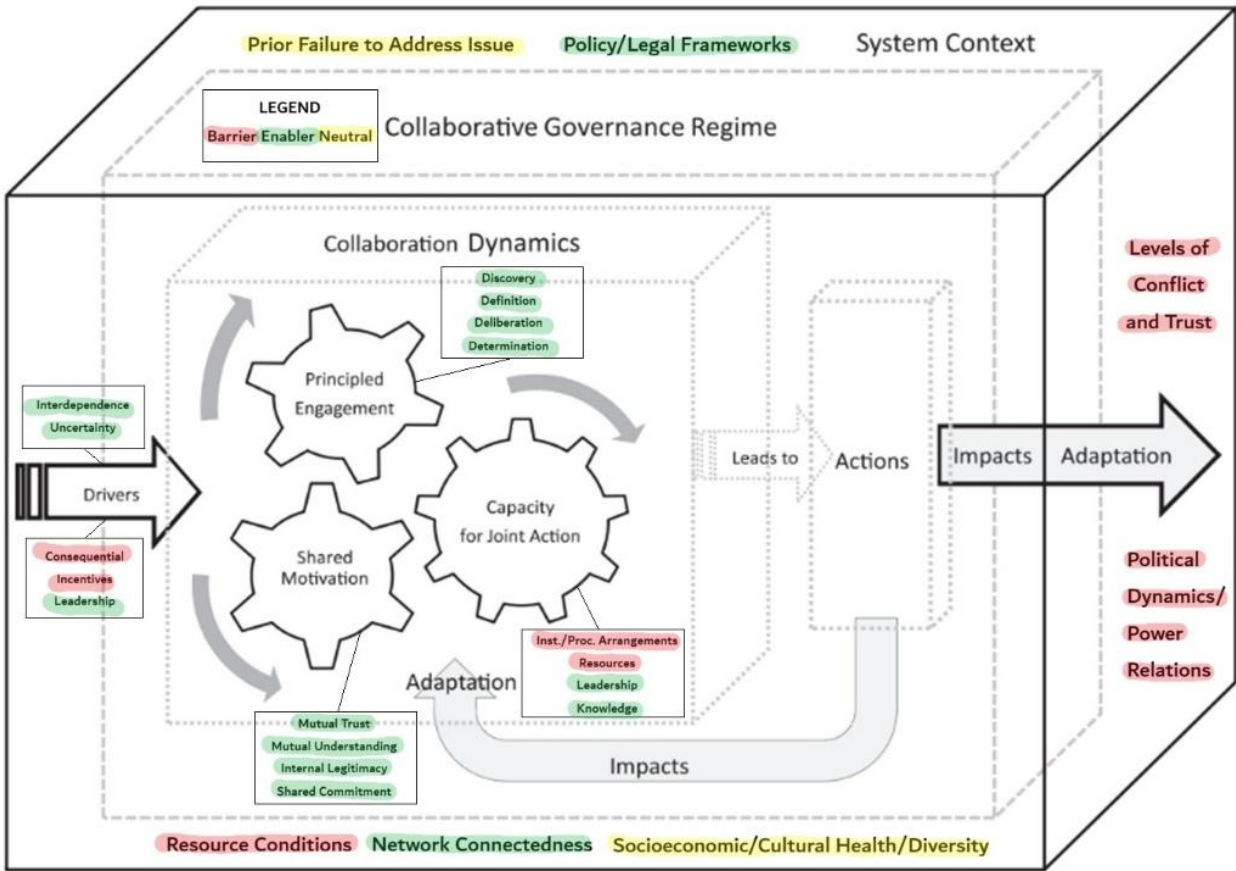 Prior Failure to Address Issue Policy/Legal Frameworks System Context
LEGEND
Barrier Enabler Neutral
Collaborative Governance Regime
Collaboration Dynamics
Discovery
Definition
Deliberation
Determination
Principled
Engagement
Interdependence
Uncertainty
Drivers
Consequential
Incentives
Leadership
Shared
Motivation
Capacity
for Joint Action
Inst./Proc. Arrangements
Resources
Leadership
Knowledge
Mutual Trust
Mutual Understanding
Internal Legitimacy
Shared Commitment
Leads to
Actions
Impacts
Adaptation
Adaptation
Impacts
Levels of
Conflict
and Trust
Political
Dynamics/
Power
Relations
Resource Conditions Network Connectedness Socioeconomic/Cultural Health/Diversity